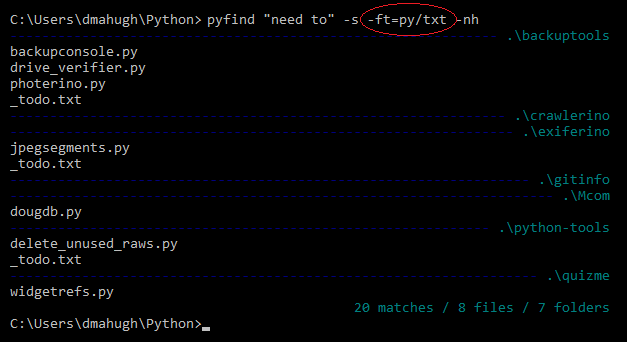 C:\Users\dmahugh\Python> pyfind "need to" -s -ft=py/txt -nh
.\backuptools
backupconsole.py
drive_verifier.py
photerino.py
_todo.txt
.\crawlerino
.\exiferino
jpegsegments.py
_todo.txt
.\gitinfo
.\Mcom
dougdb.py
.\python-tools
delete_unused_raws.py
_todo.txt
.\quizme
widgetrefs.py
20 matches / 8 files / 7 folders
C:\Users\dmahugh\Python>_